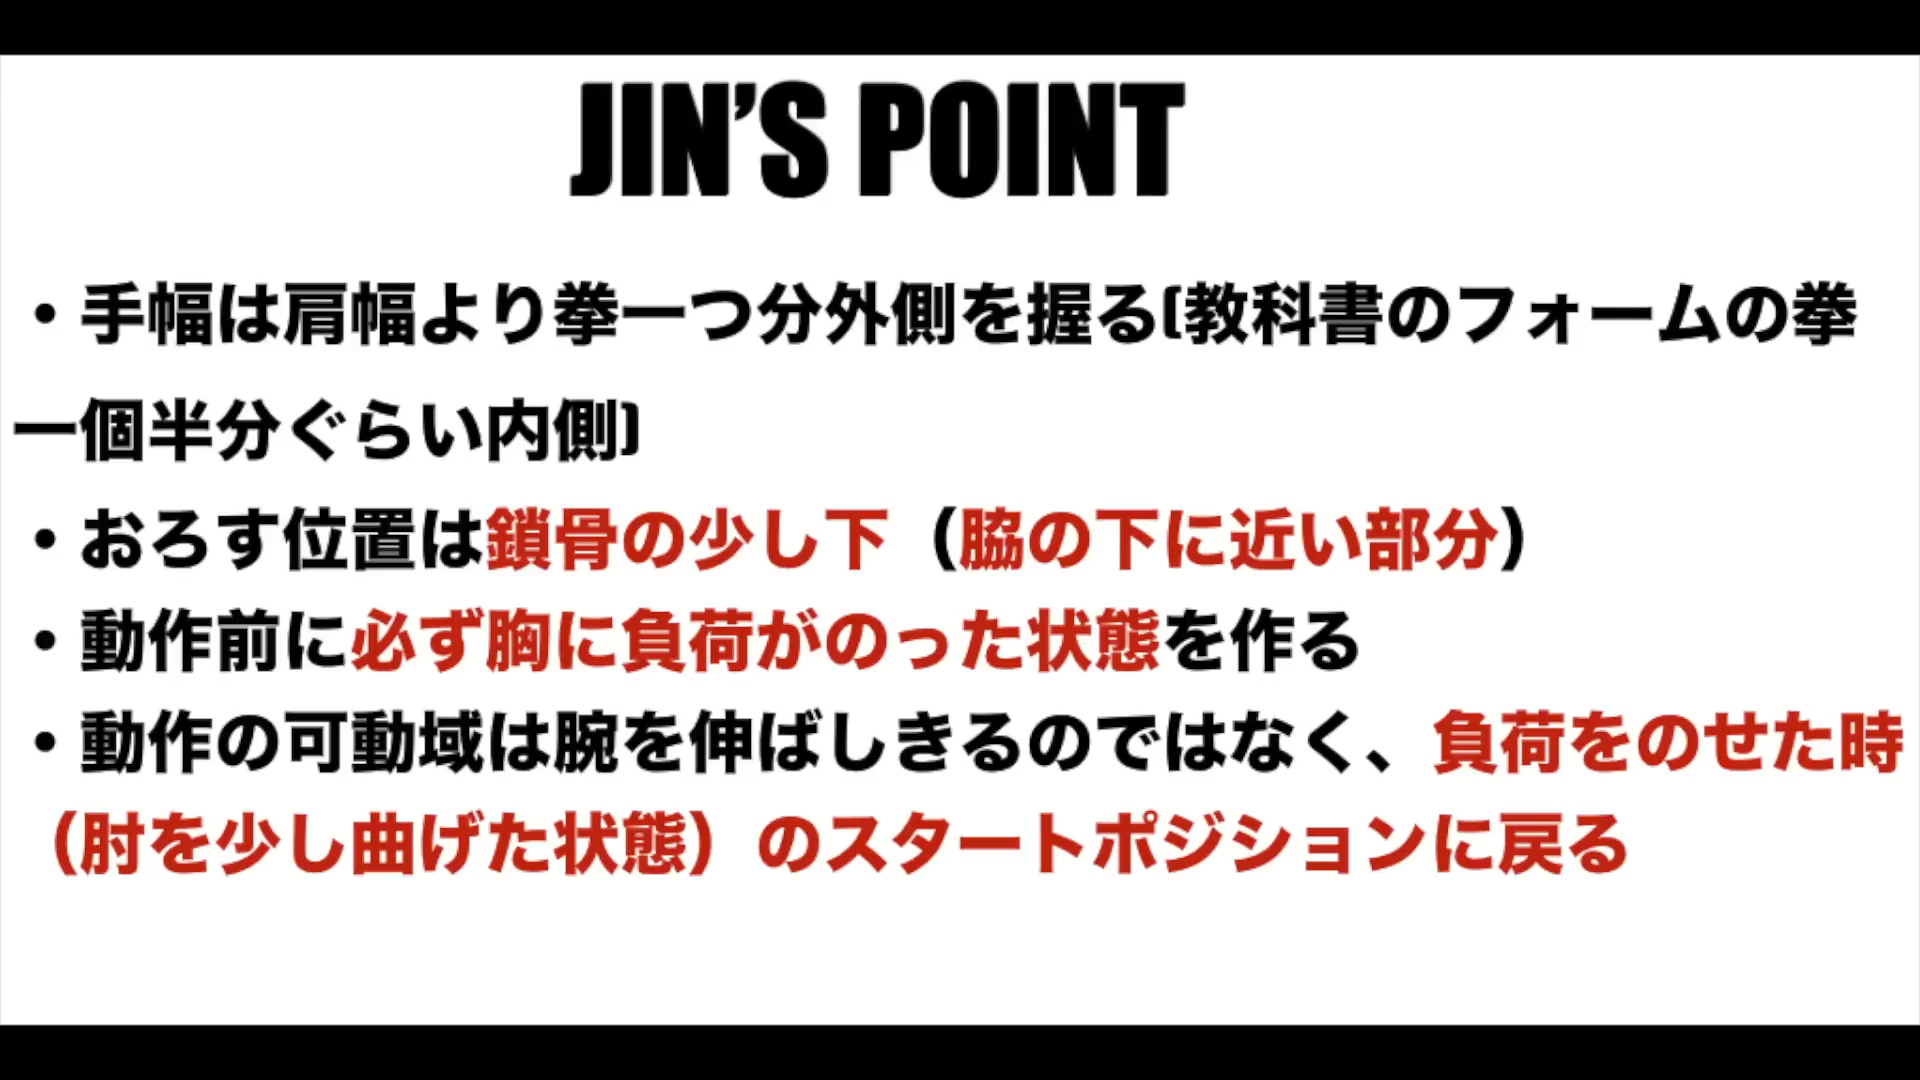 JIN'S POINT
・手幅は肩幅より拳一つ分外側を握る(教科書のフォームの拳
一個半分ぐらい内側)
・おろす位置は鎖骨の少し下（脇の下に近い部分）
・動作前に必ず胸に負荷がのった状態を作る
・動作の可動域は腕を伸ばしきるのではなく、負荷をのせた時
（肘を少し曲げた状態）のスタートポジションに戻る